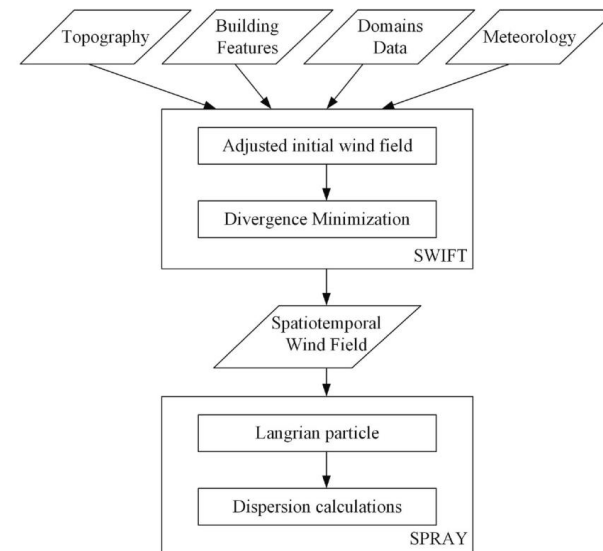 Topography
Building
Features
Domains
Data
Meteorology
Adjusted initial wind field
Divergence Minimization
SWIFT
Spatiotemporal
Wind Field
Langrian particle
Dispersion calculations
SPRAY